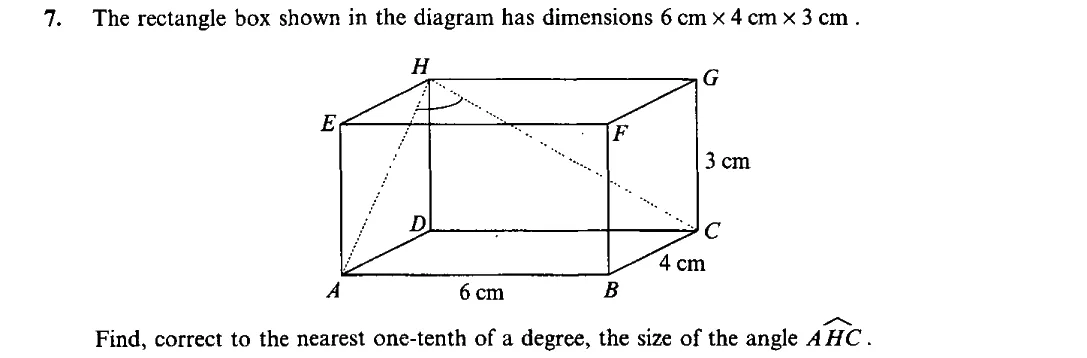 7. The rectangle box shown in the diagram has dimensions 6 cm × 4 cm × 3 cm .
H
G
E
F
3 cm
D
C
4 cm
A
6 cm
B
Find, correct to the nearest one-tenth of a degree, the size of the angle AĤC .